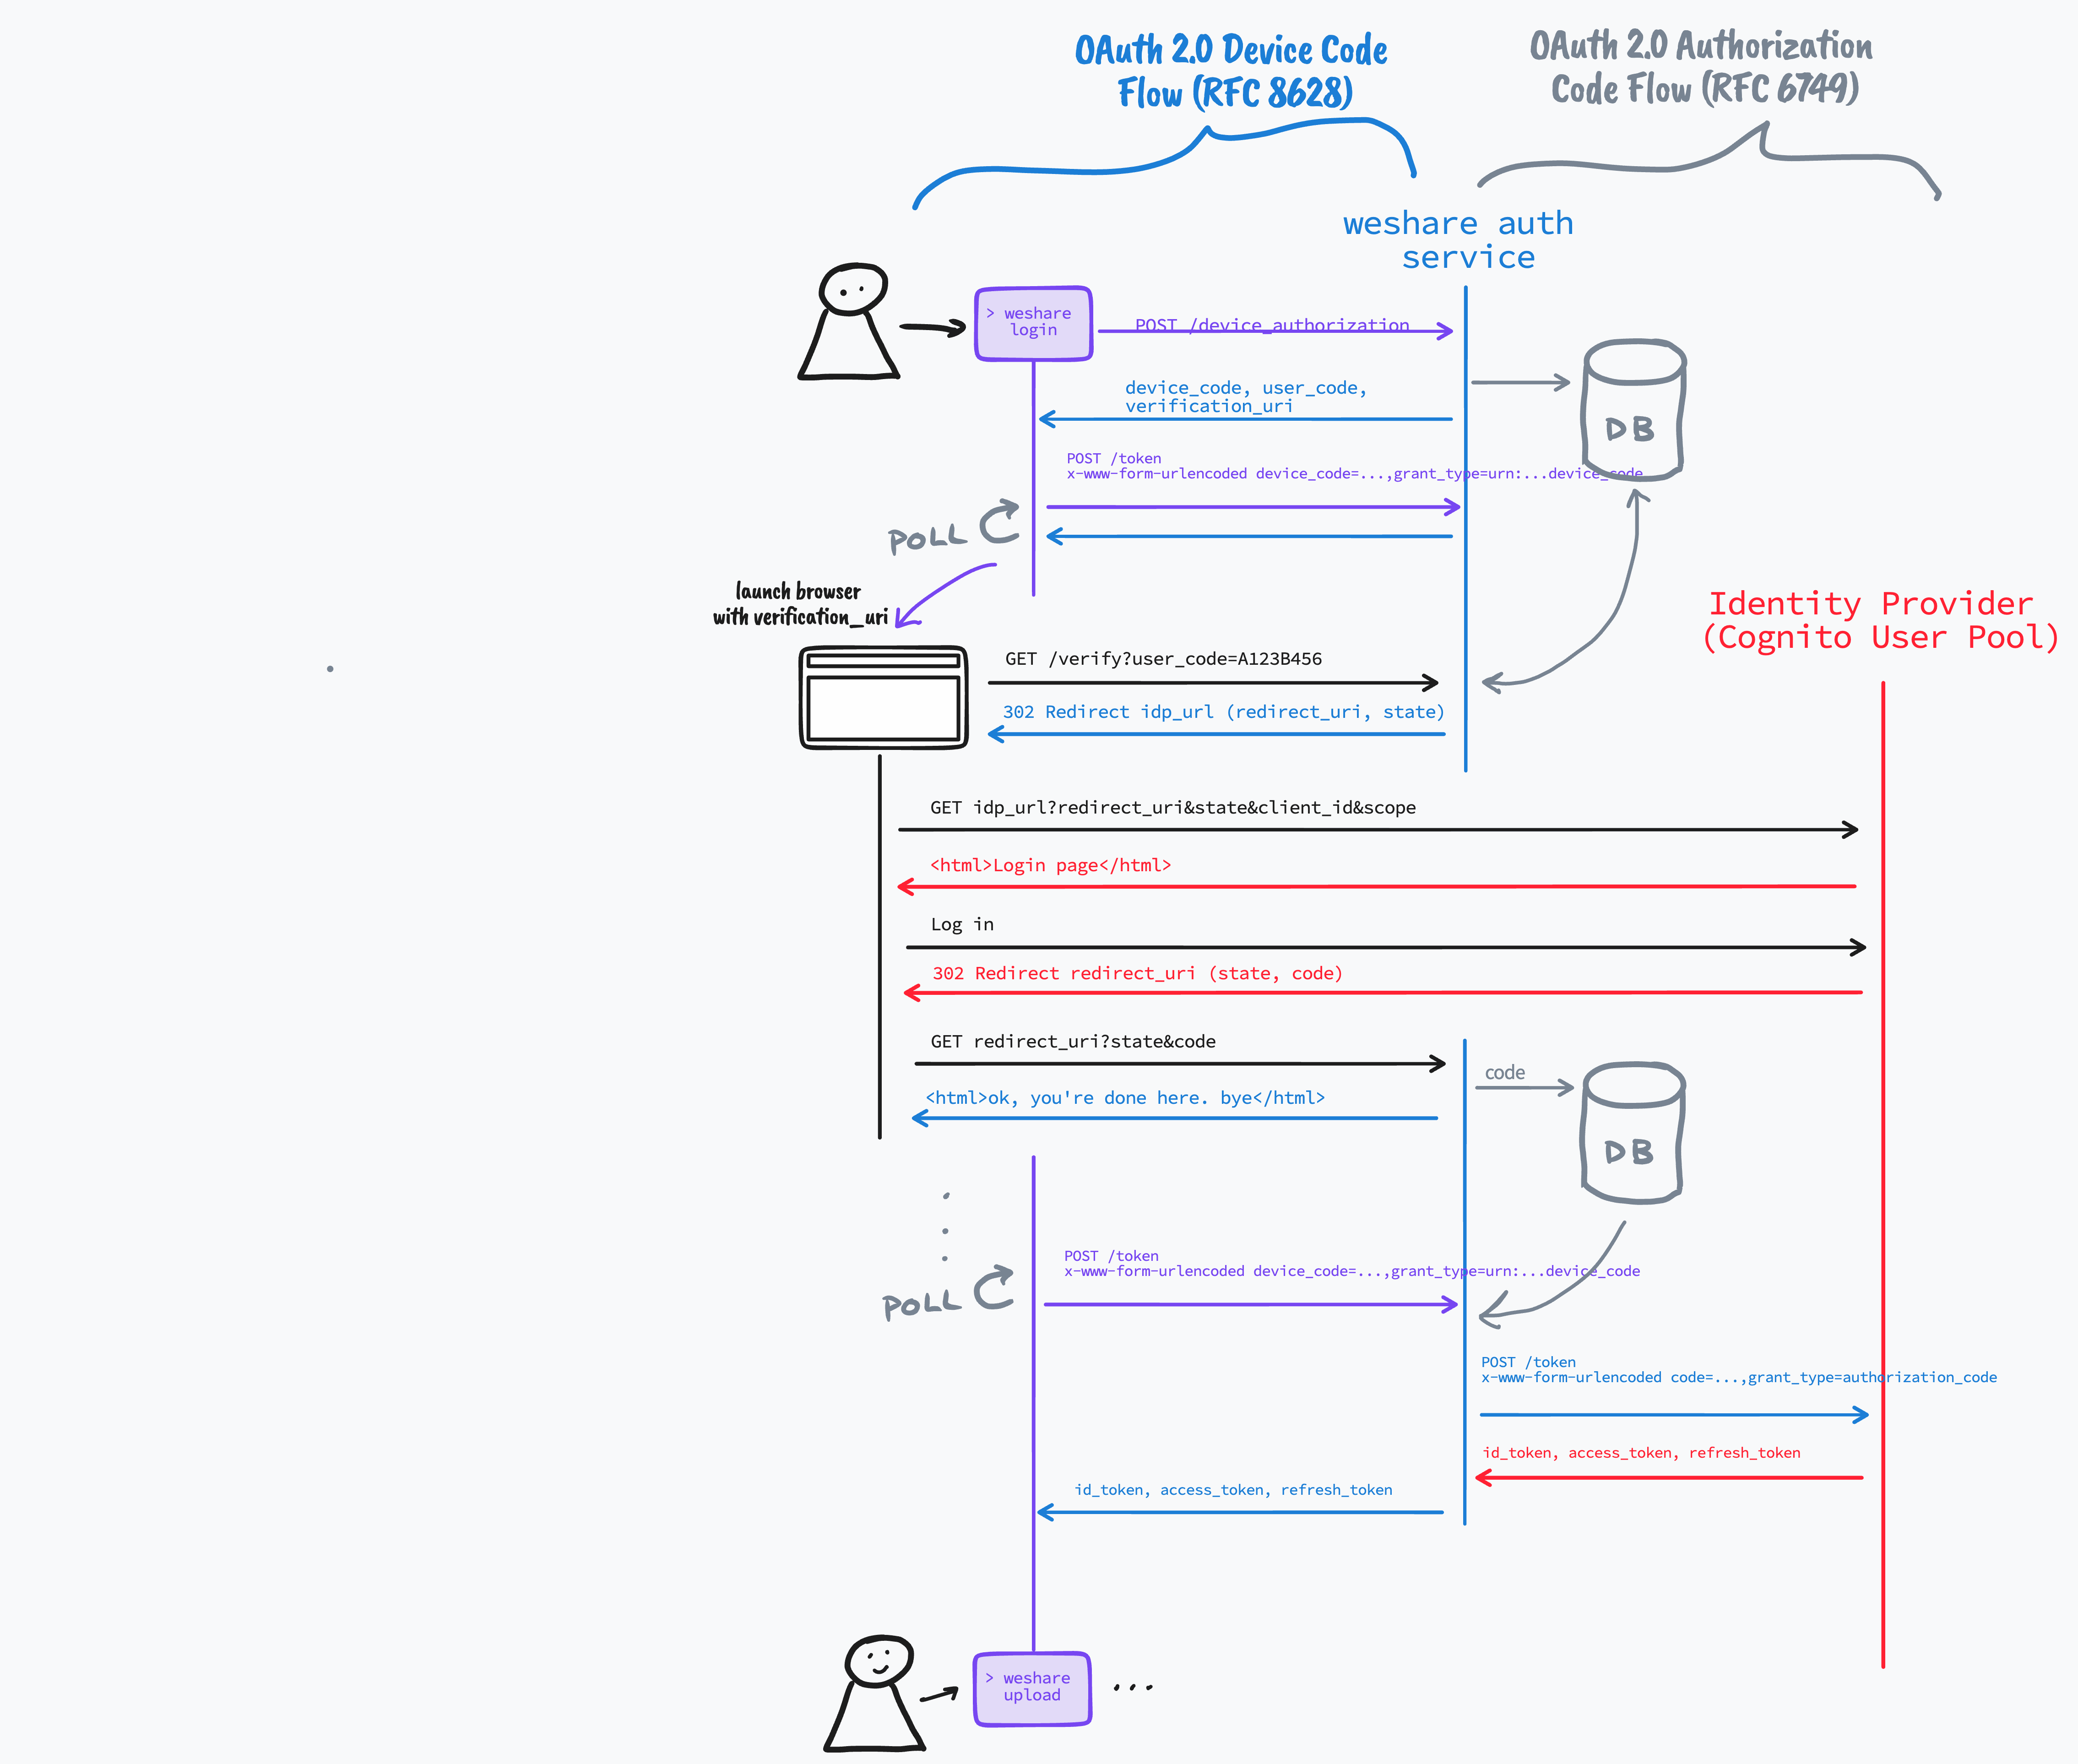 OAuth 2.0 Device Code
Flow (RFC 8628)
OAuth 2.0 Authorization
Code Flow (RFC 6749)
weshare auth
service
> weshare
login
POST /device_authorization
device_code, user_code,
verification_uri
DB
POST /token
x-www-form-urlencoded device_code=...,grant_type=urn:...device_code
POLL
launch browser
with verification_uri
Identity Provider
(Cognito User Pool)
GET /verify?user_code=A123B456
302 Redirect idp_url (redirect_uri, state)
GET idp_url?redirect_uri&state&client_id&scope
<html>Login page</html>
Log in
302 Redirect redirect_uri (state, code)
GET redirect_uri?state&code
code
<html>ok, you're done here. bye</html>
DB
POST /token
x-www-form-urlencoded device_code=...,grant_type=urn:...device_code
POLL
POST /token
x-www-form-urlencoded code=...,grant_type=authorization_code
id_token, access_token, refresh_token
id_token, access_token, refresh_token
> weshare
upload
...